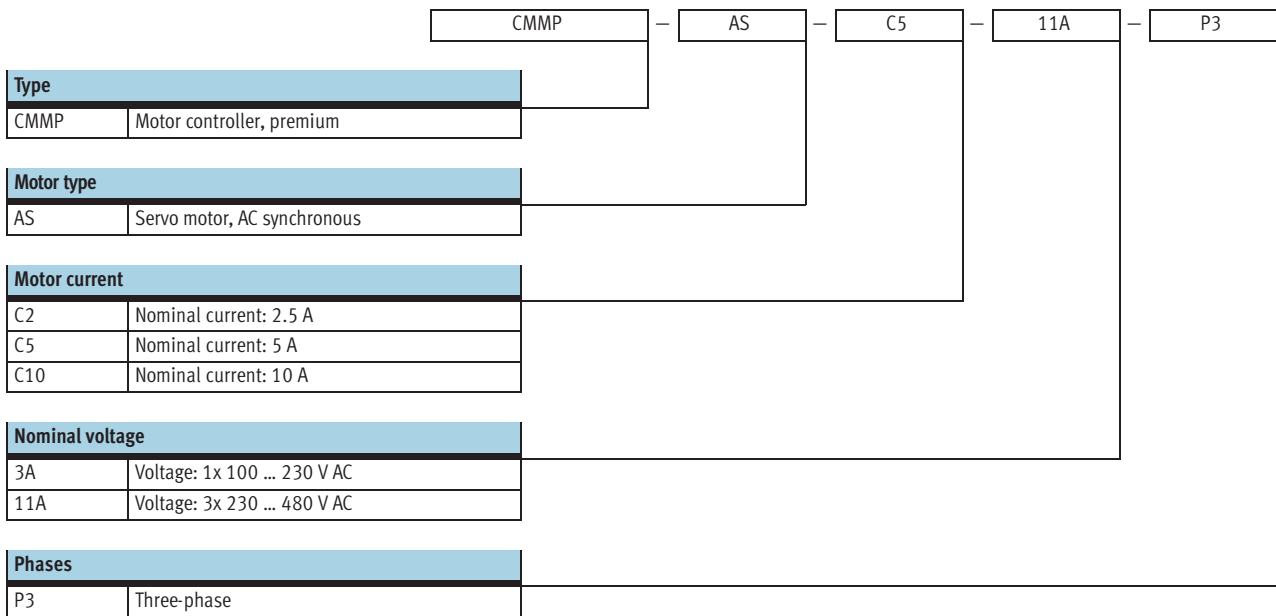 CMMP – AS – C5 – 11A – P3
Type
CMMP Motor controller, premium
Motor type
AS Servo motor, AC synchronous
Motor current
C2 Nominal current: 2.5 A
C5 Nominal current: 5 A
C10 Nominal current: 10 A
Nominal voltage
3A Voltage: 1x 100 ... 230 V AC
11A Voltage: 3x 230 ... 480 V AC
Phases
P3 Three-phase